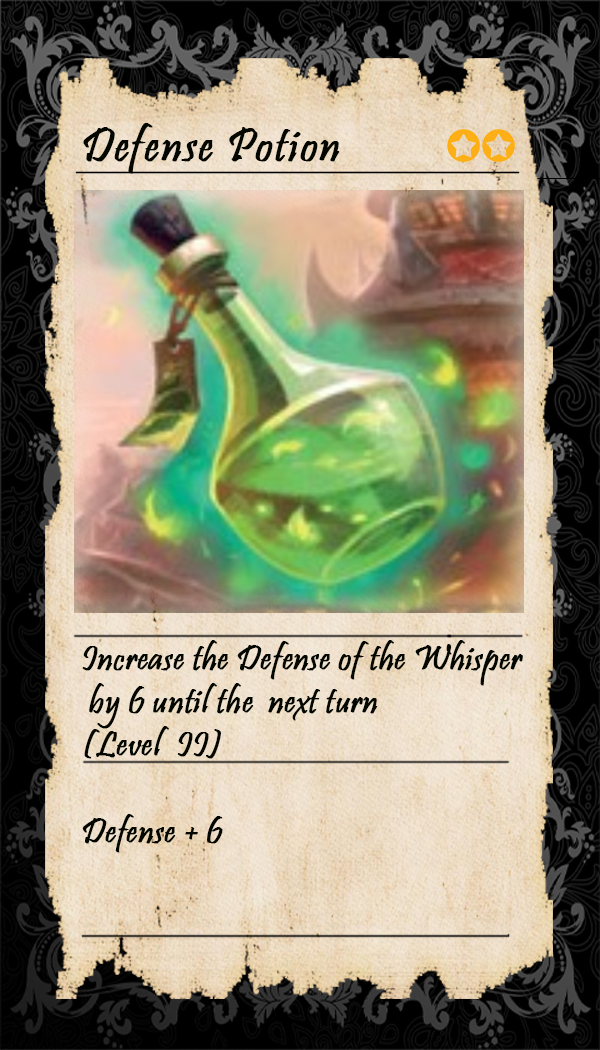 Defense Potion
Increase the Defense of the Whisper
by 6 until the next turn
(Level II)
Defense + 6